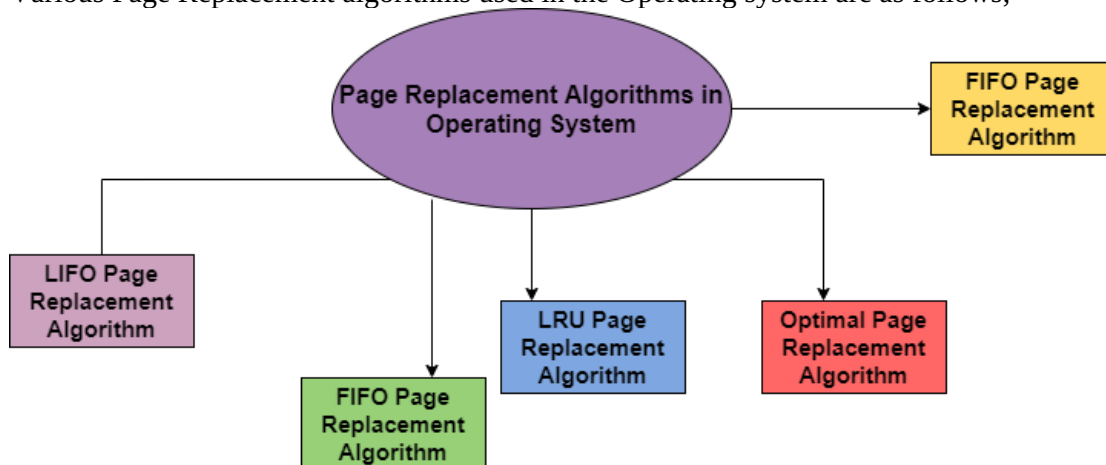 Various Page Replacement algorithms used in the Operating system are as follows;
Page Replacement Algorithms in
Operating System
FIFO Page
Replacement
Algorithm
LIFO Page
Replacement
Algorithm
FIFO Page
Replacement
Algorithm
LRU Page
Replacement
Algorithm
Optimal Page
Replacement
Algorithm